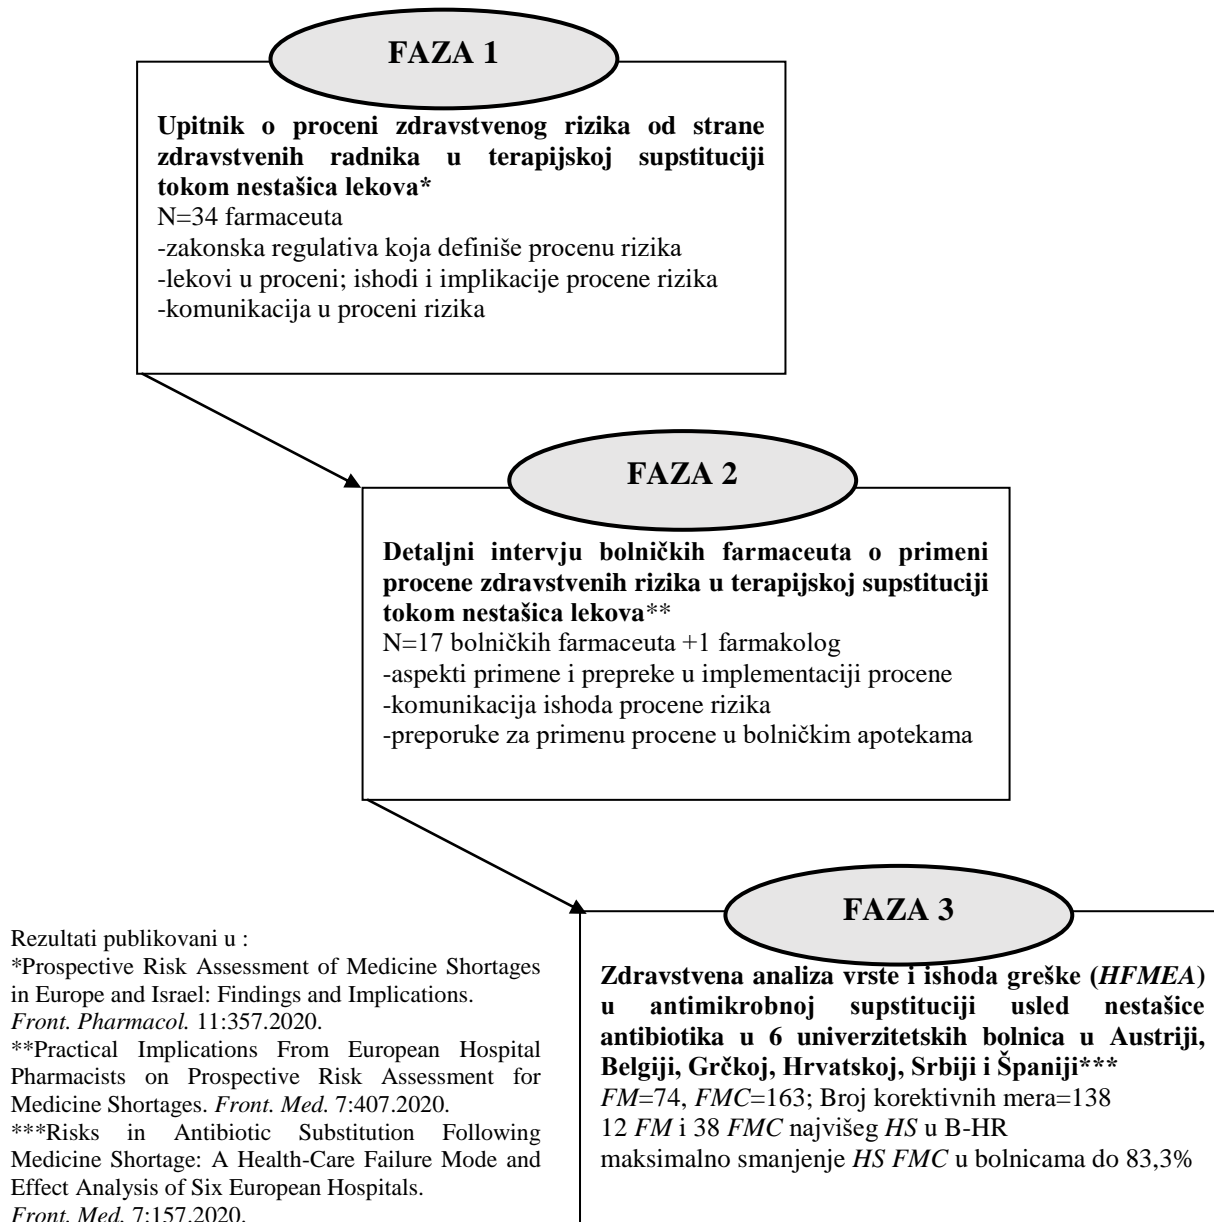 FAZA 1
Upitnik o proceni zdravstvenog rizika od strane
zdravstvenih radnika u terapijskoj supstituciji
tokom nestašica lekova*
N=34 farmaceuta
-zakonska regulativa koja definiše procenu rizika
-lekovi u proceni; ishodi i implikacije procene rizika
-komunikacija u proceni rizika
FAZA 2
Detaljni intervju bolničkih farmaceuta o primeni
procene zdravstvenih rizika u terapijskoj supstituciji
tokom nestašica lekova**
N=17 bolničkih farmaceuta +1 farmakolog
-aspekti primene i prepreke u implementaciji procene
-komunikacija ishoda procene rizika
-preporuke za primenu procene u bolničkim apotekama
FAZA 3
Zdravstvena analiza vrste i ishoda greške (HFMEA)
u antimikrobnoj supstituciji usled nestašice
antibiotika u 6 univerzitetskih bolnica u Austriji,
Belgiji, Grčkoj, Hrvatskoj, Srbiji i Španiji***
FM=74, FMC=163; Broj korektivnih mera=138
12 FM i 38 FMC najvišeg HS u B-HR
maksimalno smanjenje HS FMC u bolnicama do 83,3%
Rezultati publikovani u :
*Prospective Risk Assessment of Medicine Shortages
in Europe and Israel: Findings and Implications.
Front. Pharmacol. 11:357.2020.
**Practical Implications From European Hospital
Pharmacists on Prospective Risk Assessment for
Medicine Shortages. Front. Med. 7:407.2020.
***Risks in Antibiotic Substitution Following
Medicine Shortage: A Health-Care Failure Mode and
Effect Analysis of Six European Hospitals.
Front. Med. 7:157.2020.